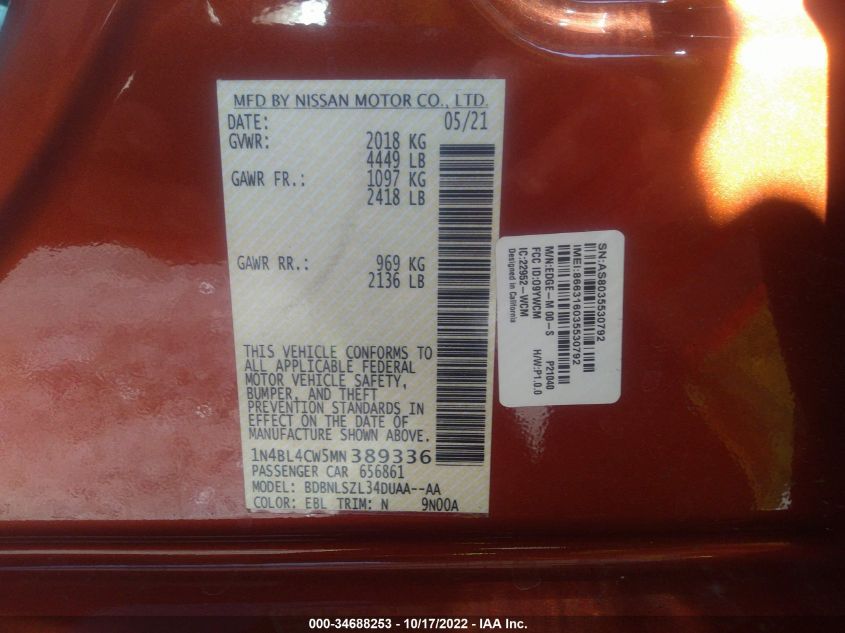 MFD BY NISSAN MOTOR CO., LTD.
DATE: 05/21
GVWR: 2018 KG
4449 LB
GAWR FR.: 1097 KG
2418 LB
GAWR RR.: 969 KG
2136 LB
THIS VEHICLE CONFORMS TO
ALL APPLICABLE FEDERAL
MOTOR VEHICLE SAFETY,
BUMPER, AND THEFT
PREVENTION STANDARDS IN
EFFECT ON THE DATE OF
MANUFACTURE SHOWN ABOVE.
1N4BL4CW5MN389336
PASSENGER CAR 656861
MODEL: BDBNLSZL34DUAA--AA
COLOR: EBL TRIM: N 9N00A
SN:AS8035530792
IMEI:866316035530792
M/N:EDGE-M 00-S P21040
FCC ID:O9YWCM H/W:P1.0.0
IC:22952-WCM
Designed in California
000-34688253 - 10/17/2022 - IAA Inc.